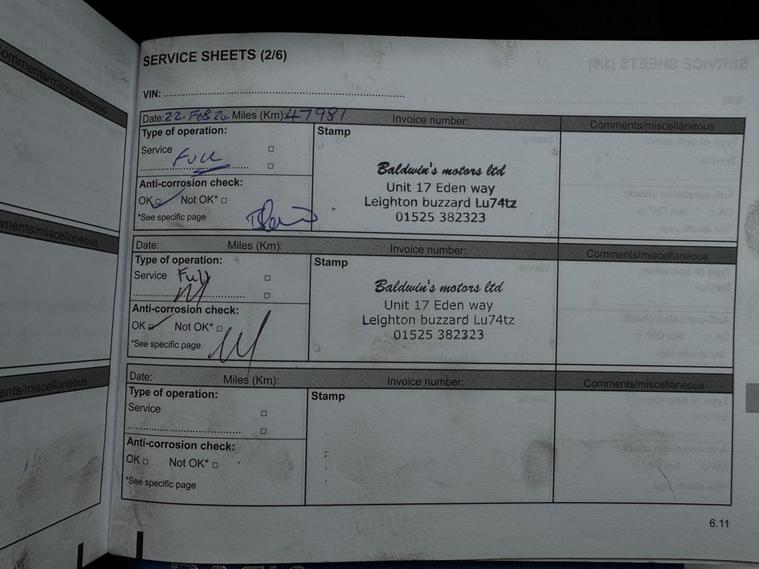 Comments/miscellaneous
ments/miscellaneous
ents/miscellaneous
SERVICE SHEETS (2/6)
VIN:
Date: 22. Feb 24 Miles (Km): 47981 Invoice number: Comments/miscellaneous
Type of operation: Stamp
Service
Full
Anti-corrosion check:
OK Not OK*
*See specific page
Baldwin's motors ltd
Unit 17 Eden way
Leighton buzzard Lu74tz
01525 382323
Date: Miles (Km): Invoice number: Comments/miscellaneous
Type of operation: Stamp
Service Full
Anti-corrosion check:
OK Not OK*
*See specific page
Baldwin's motors ltd
Unit 17 Eden way
Leighton buzzard Lu74tz
01525 382323
Date: Miles (Km): Invoice number: Comments/miscellaneous
Type of operation: Stamp
Service
Anti-corrosion check:
OK Not OK*
*See specific page
6.11